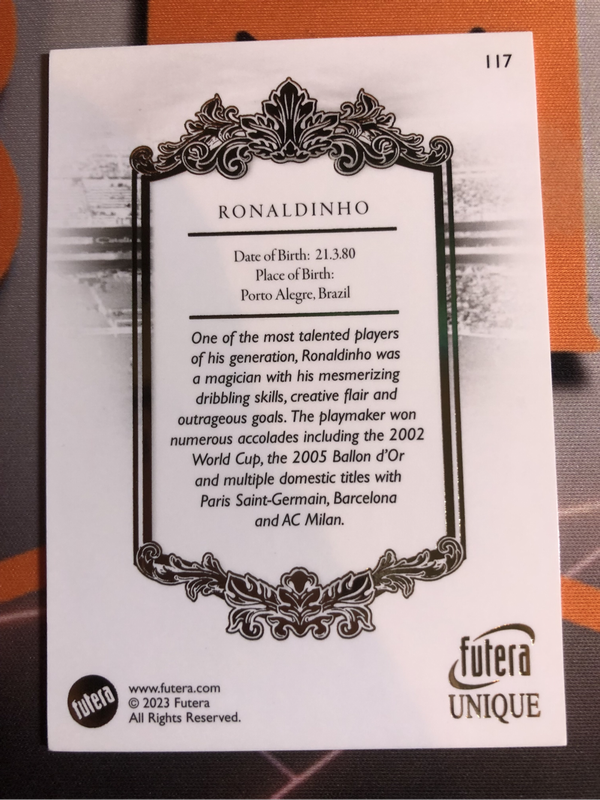 117
RONALDINHO
Date of Birth: 21.3.80
Place of Birth:
Porto Alegre, Brazil
One of the most talented players
of his generation, Ronaldinho was
a magician with his mesmerizing
dribbling skills, creative flair and
outrageous goals. The playmaker won
numerous accolades including the 2002
World Cup, the 2005 Ballon d'Or
and multiple domestic titles with
Paris Saint-Germain, Barcelona
and AC Milan.
futera
www.futera.com
© 2023 Futera
All Rights Reserved.
futera
UNIQUE